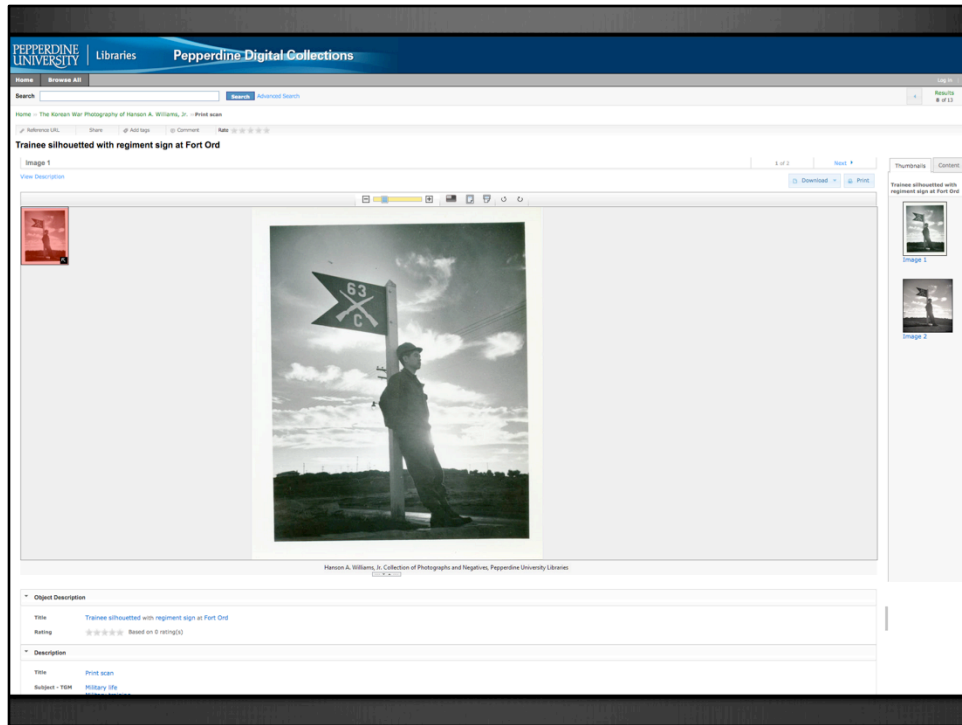 PEPPERDINE
UNIVERSITY
Libraries
Pepperdine Digital Collections
Home
Browse All
Log in
Search
Search
Advanced Search
Results
8 of 13
Home > The Korean War Photography of Hanson A. Williams, Jr. > Print scan
Reference URL
Share
Add tags
Comment
Rate
Trainee silhouetted with regiment sign at Fort Ord
Image 1
1 of 2
Next
View Description
Download
Print
Thumbnails
Content
Trainee silhouetted with
regiment sign at Fort Ord
Image 1
Image 2
63
C
Hanson A. Williams, Jr. Collection of Photographs and Negatives, Pepperdine University Libraries
Object Description
Title
Trainee silhouetted with regiment sign at Fort Ord
Rating
Based on 0 rating(s)
Description
Title
Print scan
Subject - TGM
Military life